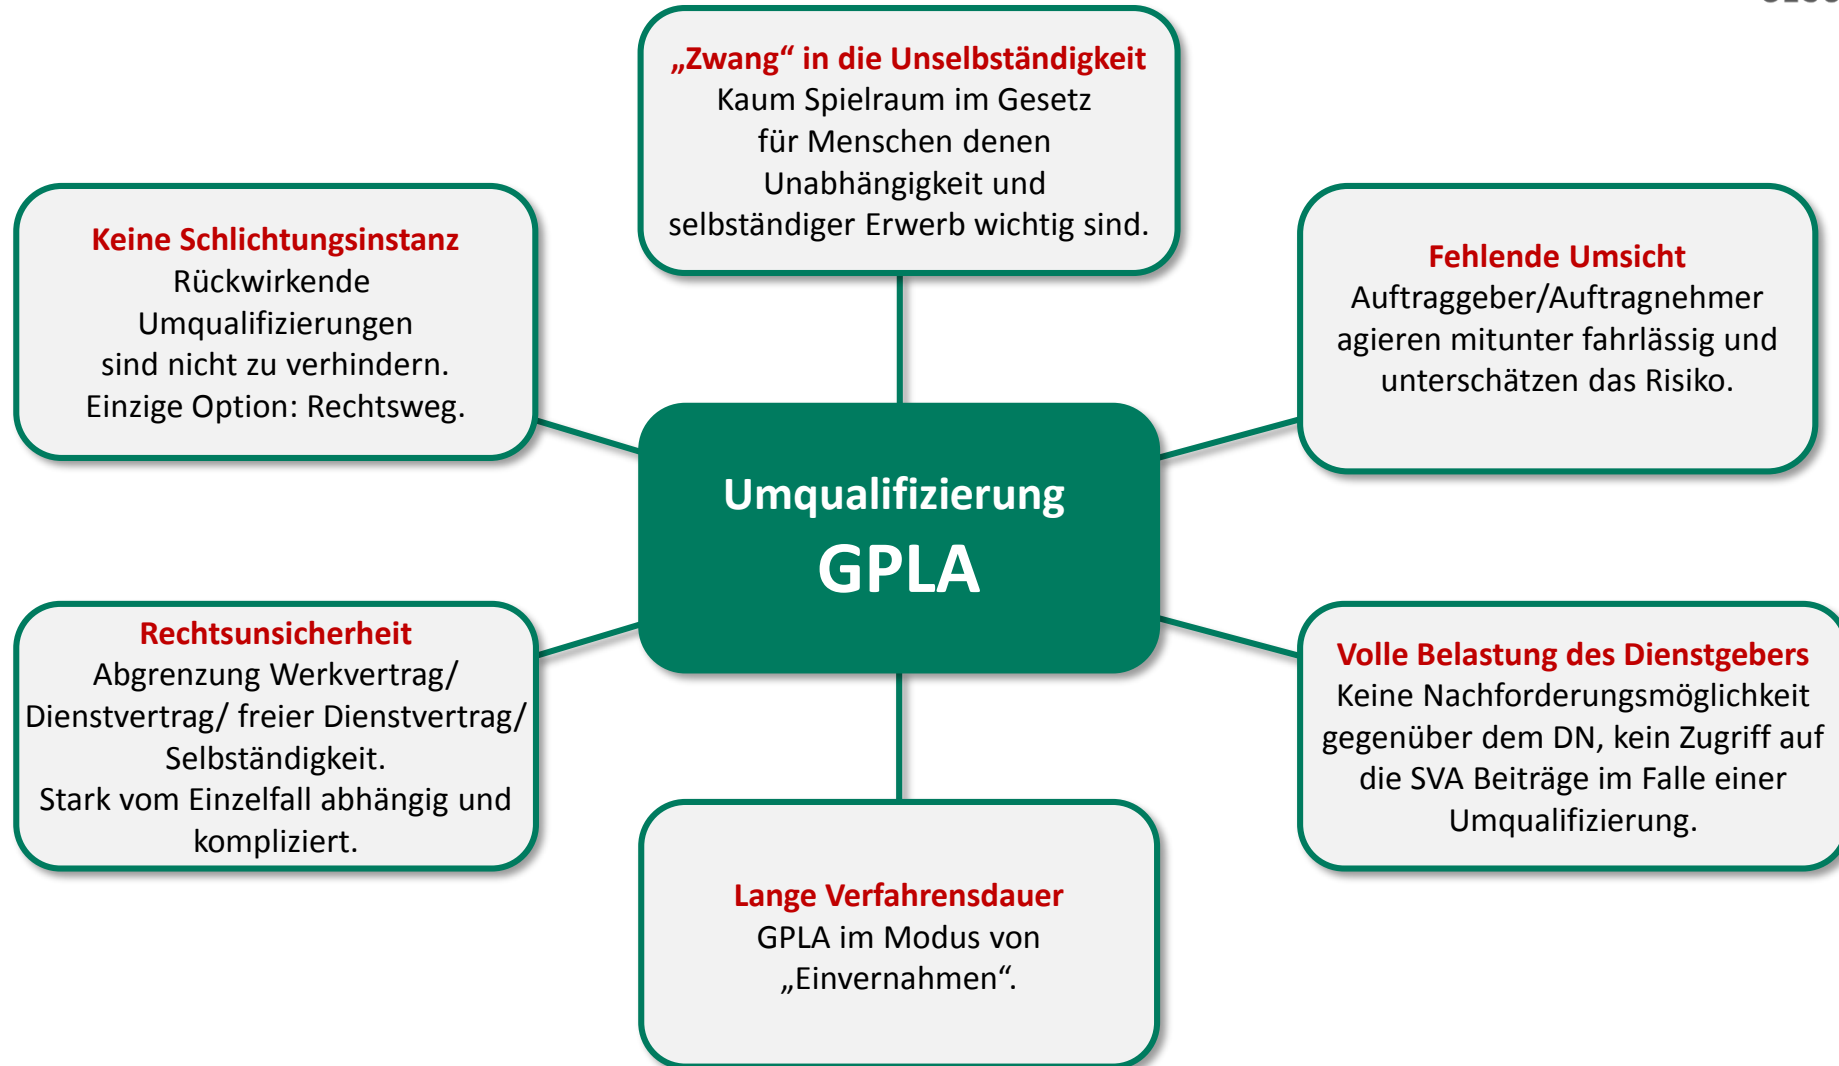 „Zwang“ in die Unselbständigkeit
Kaum Spielraum im Gesetz
für Menschen denen
Unabhängigkeit und
selbständiger Erwerb wichtig sind.
Keine Schlichtungsinstanz
Rückwirkende
Umqualifizierungen
sind nicht zu verhindern.
Einzige Option: Rechtsweg.
Fehlende Umsicht
Auftraggeber/Auftragnehmer
agieren mitunter fahrlässig und
unterschätzen das Risiko.
Umqualifizierung
GPLA
Rechtsunsicherheit
Abgrenzung Werkvertrag/
Dienstvertrag/ freier Dienstvertrag/
Selbständigkeit.
Stark vom Einzelfall abhängig und
kompliziert.
Volle Belastung des Dienstgebers
Keine Nachforderungsmöglichkeit
gegenüber dem DN, kein Zugriff auf
die SVA Beiträge im Falle einer
Umqualifizierung.
Lange Verfahrensdauer
GPLA im Modus von
„Einvernahmen“.